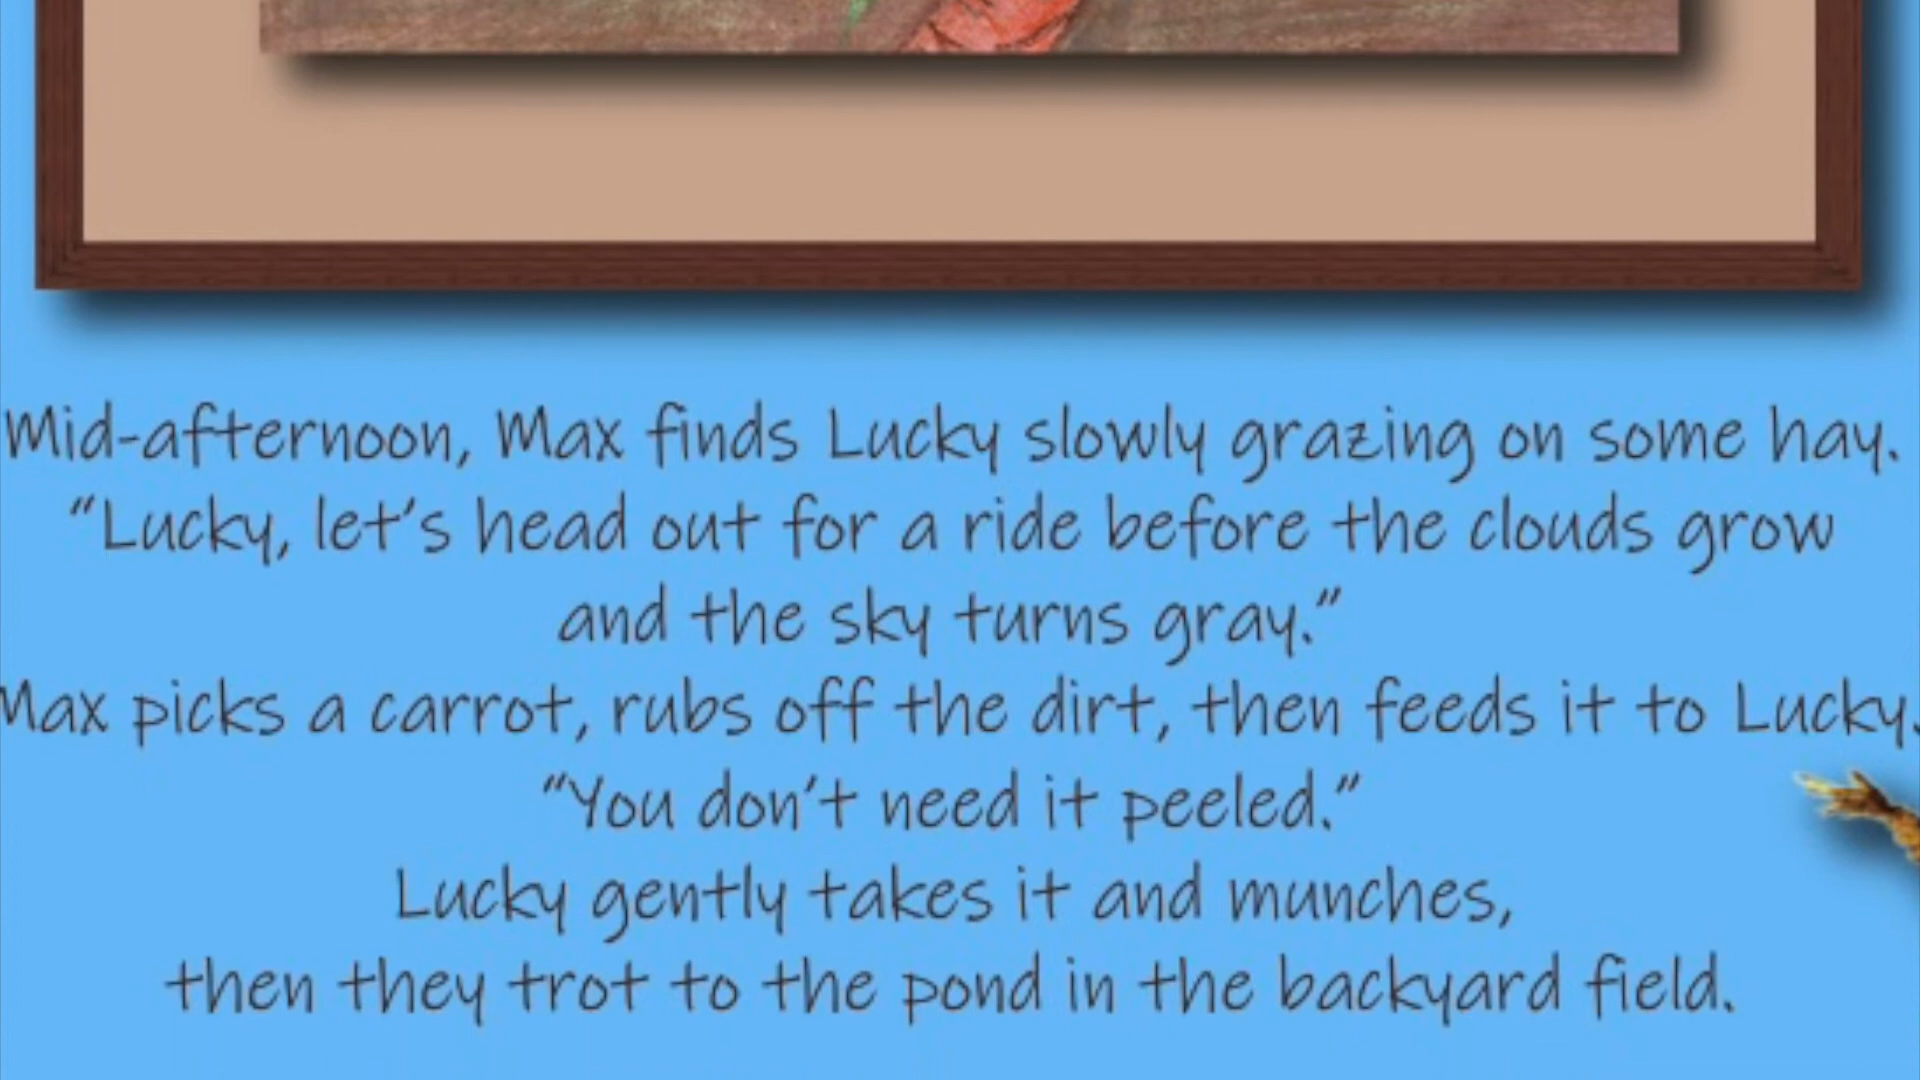 Mid-afternoon, Max finds Lucky slowly grazing on some hay.
“Lucky, let’s head out for a ride before the clouds grow
and the sky turns gray.”
Max picks a carrot, rubs off the dirt, then feeds it to Lucky.
“You don’t need it peeled.”
Lucky gently takes it and munches,
then they trot to the pond in the backyard field.